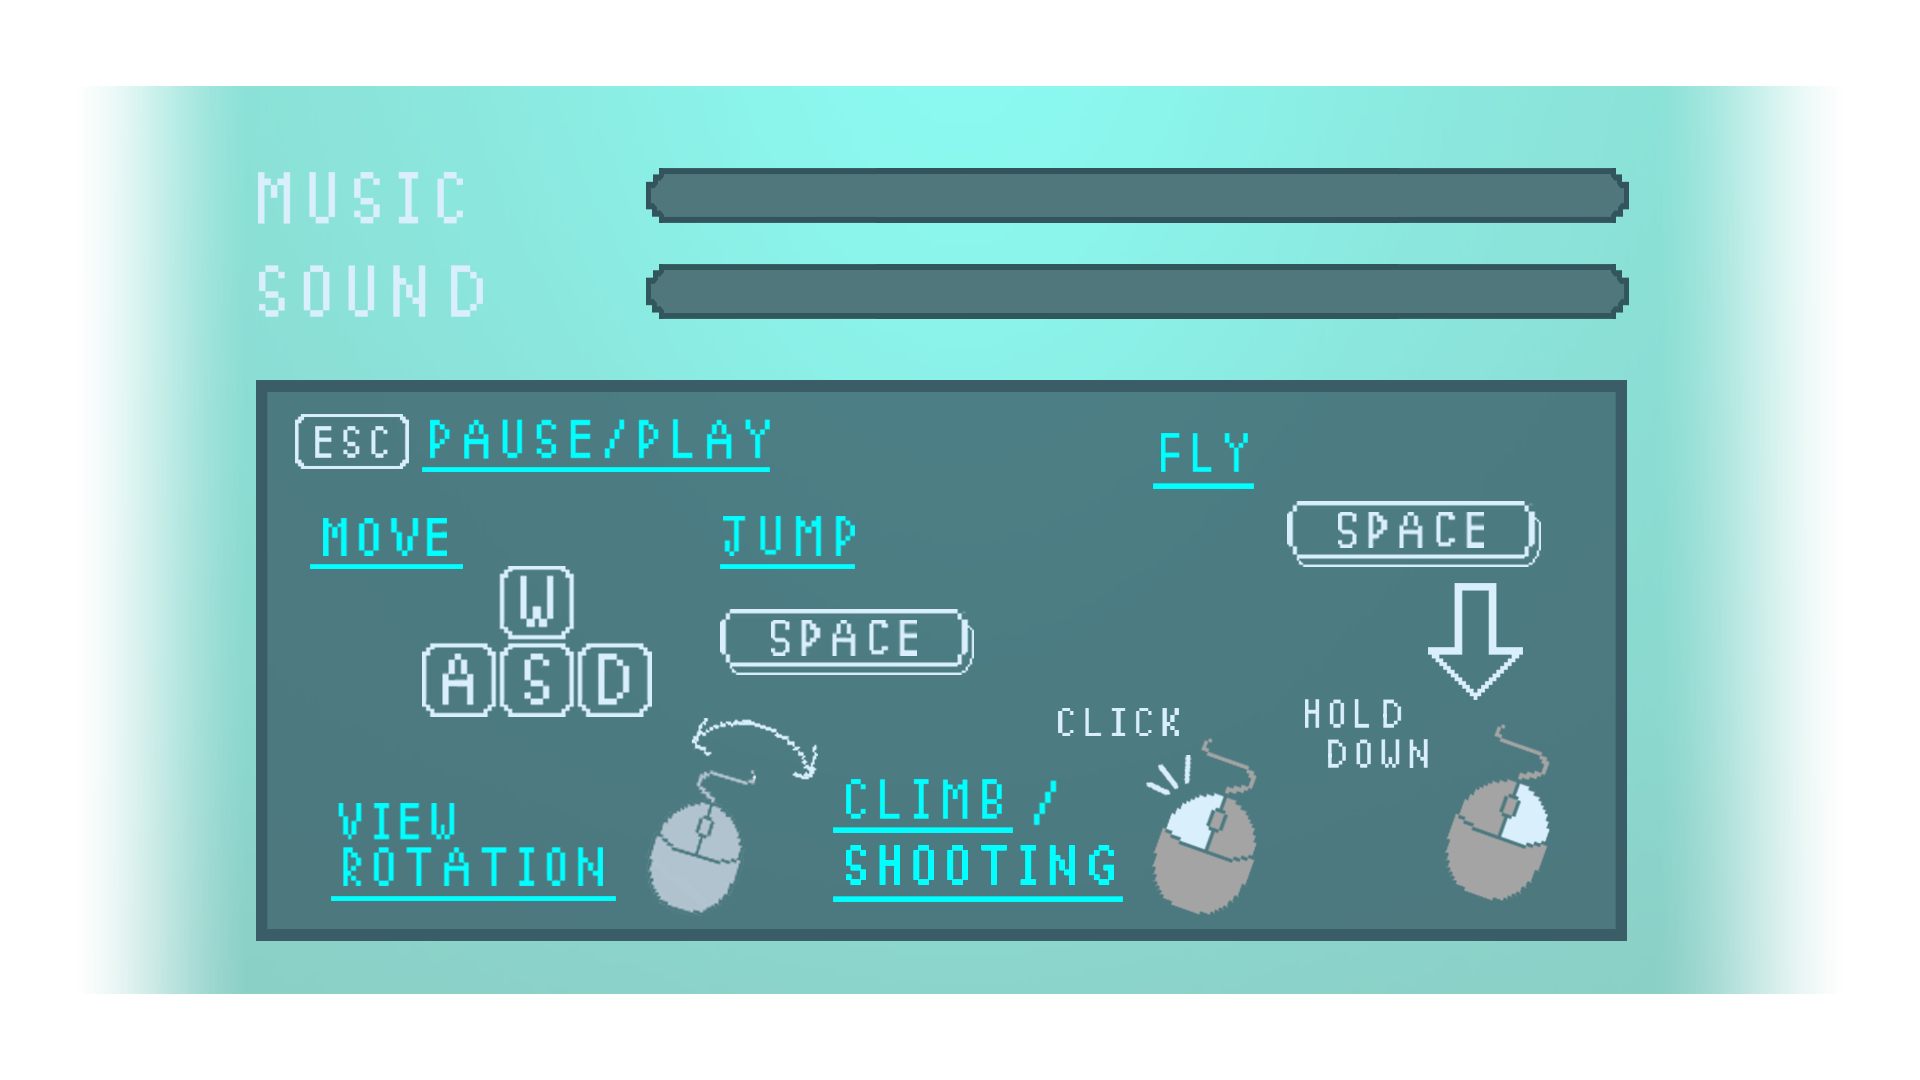 MUSIC
SOUND
ESC PAUSE/PLAY
FLY
MOVE
JUMP
SPACE
W
A S D
SPACE
CLICK
HOLD
DOWN
VIEW
ROTATION
CLIMB /
SHOOTING